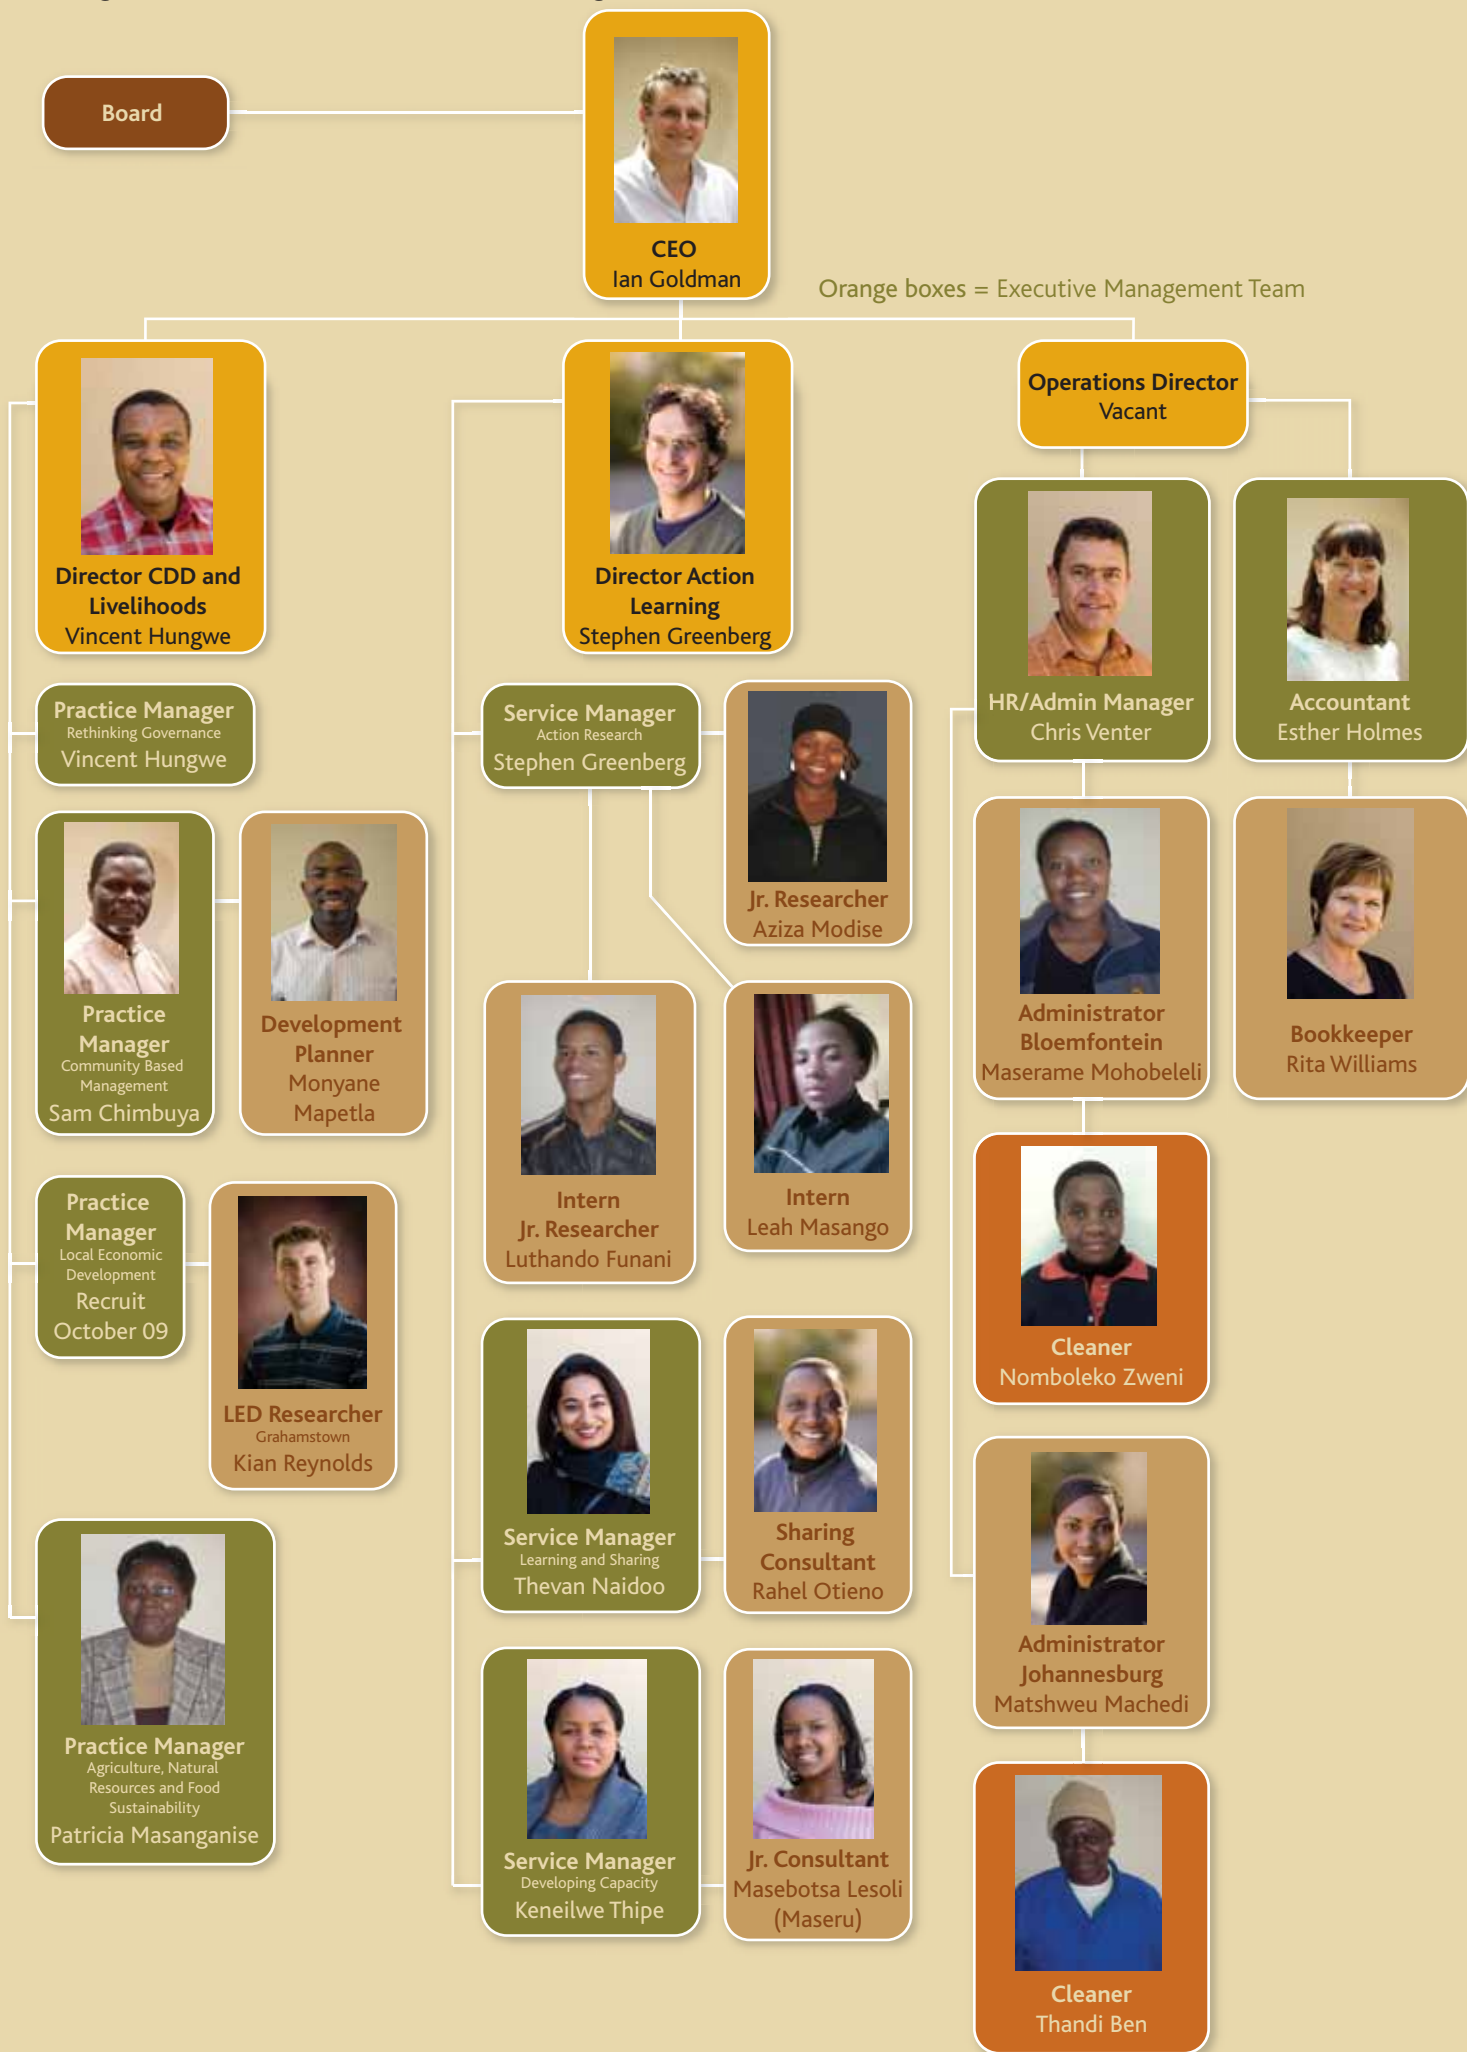 Board
CEO
Ian Goldman
Orange boxes = Executive Management Team
Director CDD and
Livelihoods
Vincent Hungwe
Director Action
Learning
Stephen Greenberg
Operations Director
Vacant
HR/Admin Manager
Chris Venter
Accountant
Esther Holmes
Practice Manager
Rethinking Governance
Vincent Hungwe
Service Manager
Action Research
Stephen Greenberg
Jr. Researcher
Aziza Modise
Practice
Manager
Community Based
Management
Sam Chimbuya
Development
Planner
Monyane
Mapetla
Administrator
Bloemfontein
Maserame Mohobeleli
Bookkeeper
Rita Williams
Intern
Jr. Researcher
Luthando Funani
Intern
Leah Masango
Practice
Manager
Local Economic
Development
Recruit
October 09
LED Researcher
Grahamstown
Kian Reynolds
Cleaner
Nomboleko Zweni
Service Manager
Learning and Sharing
Thevan Naidoo
Sharing
Consultant
Rahel Otieno
Administrator
Johannesburg
Matshweu Machedi
Practice Manager
Agriculture, Natural
Resources and Food
Sustainability
Patricia Masanganise
Service Manager
Developing Capacity
Keneilwe Thipe
Jr. Consultant
Masebotsa Lesoli
(Maseru)
Cleaner
Thandi Ben